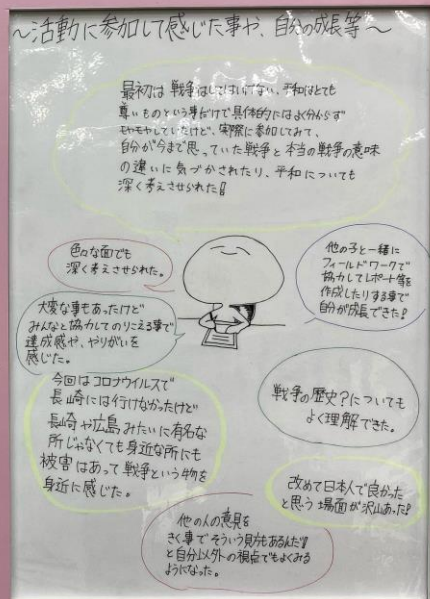 ～活動に参加して感じた事や、自分の成長等～
最初は 戦争はしてはいけない、平和はとても
尊いものという事だけで具体的にはよく分からず
モヤモヤしていたけど、実際に参加してみて、
自分が今まで思っていた戦争と本当の戦争の意味
の違いに気づかされたり、平和についても
深く考えさせられた!!
色々な面でも
深く考えさせられた。
他の子と一緒に
フィールドワークで
協力してレポート等を
作成したりする事で
自分が成長できた!
大変な事もあったけど
みんなと協力してのりこえる事で
達成感や、やりがいを
感じた。
戦争の歴史?についても
よく理解できた。
今回はコロナウイルスで
長崎には行けなかったけど
長崎や広島みたいに有名な
所じゃなくても身近な所にも
被害はあって戦争という物を
身近に感じた。
改めて日本人で良かった
と思う場面が沢山あった!
他の人の意見を
きく事でそういう見方もあるんだ!!
と自分以外の視点でもよくみる
ようになった。